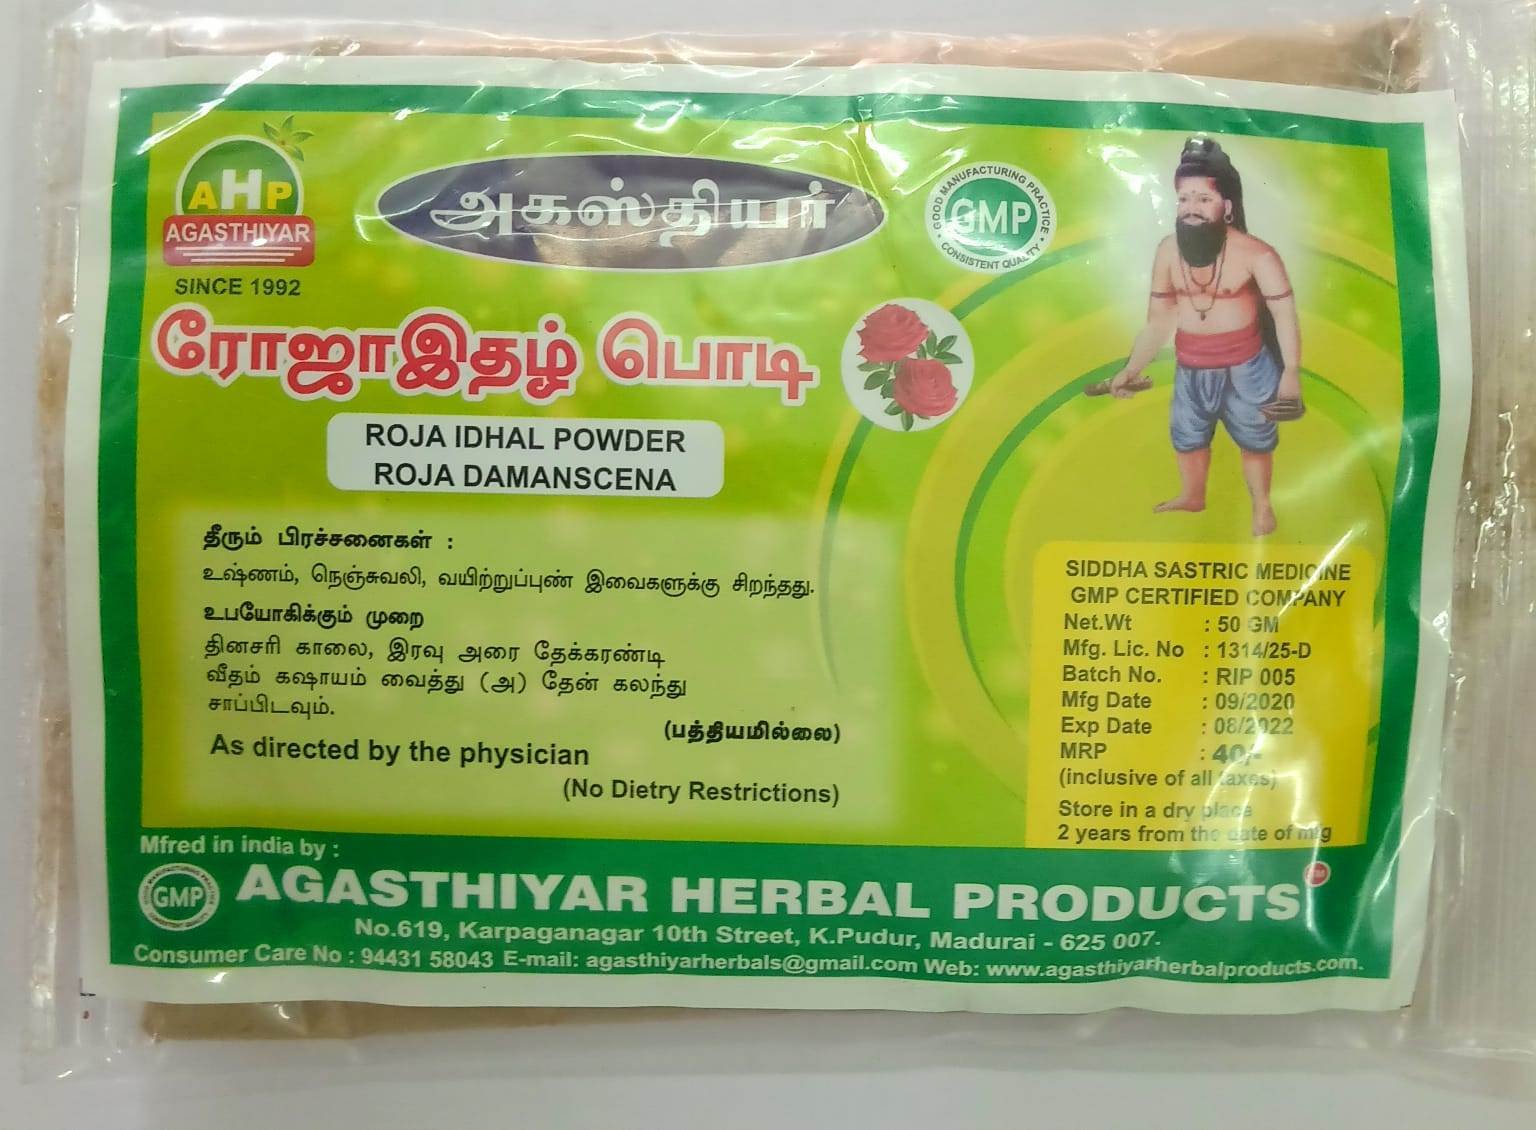 AHP
AGASTHIYAR
SINCE 1992
அகஸ்தியர்
GOOD MANUFACTURING PRACTICE
GMP
CONSISTENT QUALITY
ரோஜாஇதழ் பொடி
ROJA IDHAL POWDER
ROJA DAMANSCENA
தீரும் பிரச்சனைகள் :
உஷ்ணம், நெஞ்சுவலி, வயிற்றுப்புண் இவைகளுக்கு சிறந்தது.
உபயோகிக்கும் முறை
தினசரி காலை, இரவு அரை தேக்கரண்டி
வீதம் கஷாயம் வைத்து (அ) தேன் கலந்து
சாப்பிடவும்.
(பத்தியமில்லை)
As directed by the physician
(No Dietry Restrictions)
SIDDHA SASTRIC MEDICINE
GMP CERTIFIED COMPANY
Net.Wt : 50 GM
Mfg. Lic. No : 1314/25-D
Batch No. : RIP 005
Mfg Date : 09/2020
Exp Date : 08/2022
MRP : 40/-
(inclusive of all taxes)
Store in a dry place
2 years from the date of mfg
Mfred in india by :
GMP
AGASTHIYAR HERBAL PRODUCTS
No.619, Karpaganagar 10th Street, K.Pudur, Madurai - 625 007.
Consumer Care No : 94431 58043 E-mail: agasthiyarherbals@gmail.com Web: www.agasthiyarherbalproducts.com.